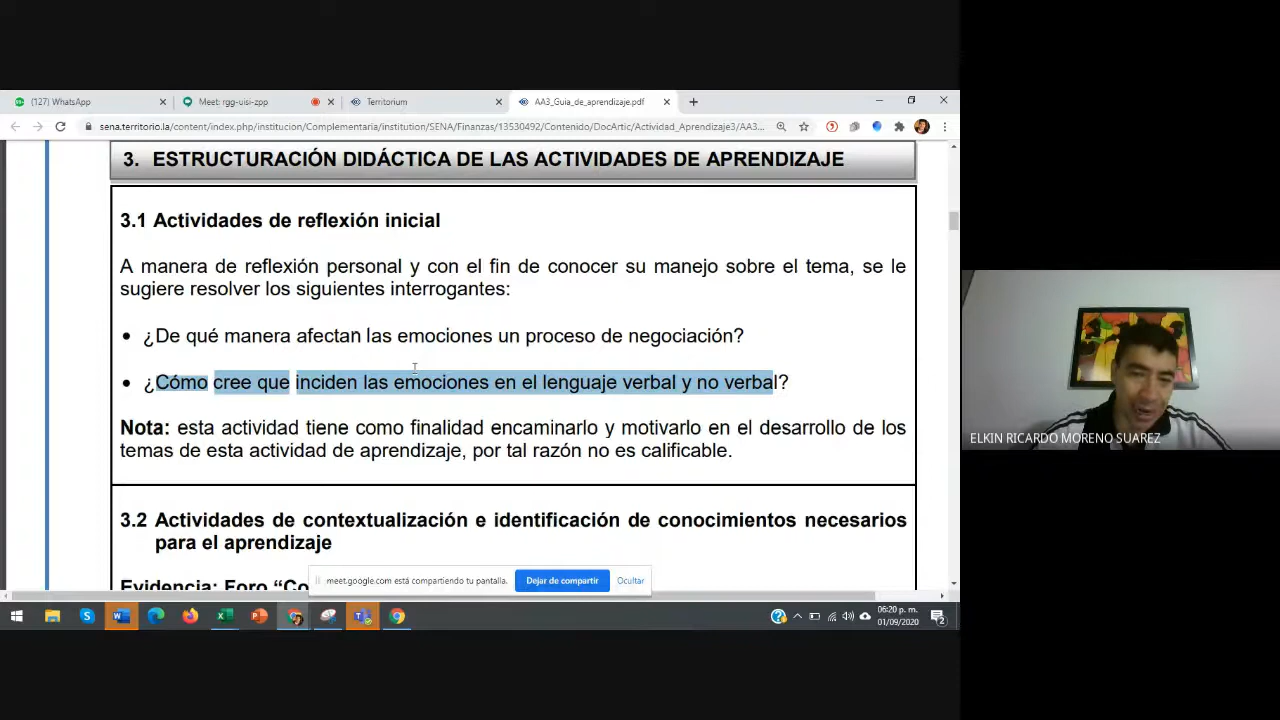 (127) WhatsApp
Meet: rgg-uisi-zpp
Territorium
AA3_Guia_de_aprendizaje.pdf
sena.territorio.la/content/index.php/institucion/Complementaria/institution/SENA/Finanzas/13530492/Contenido/DocArtic/Actividad_Aprendizaje3/AA3...
3. ESTRUCTURACIÓN DIDÁCTICA DE LAS ACTIVIDADES DE APRENDIZAJE
3.1 Actividades de reflexión inicial
A manera de reflexión personal y con el fin de conocer su manejo sobre el tema, se le
sugiere resolver los siguientes interrogantes:
• ¿De qué manera afectan las emociones un proceso de negociación?
• ¿Cómo cree que inciden las emociones en el lenguaje verbal y no verbal?
Nota: esta actividad tiene como finalidad encaminarlo y motivarlo en el desarrollo de los
temas de esta actividad de aprendizaje, por tal razón no es calificable.
3.2 Actividades de contextualización e identificación de conocimientos necesarios
para el aprendizaje
Evidencia: Foro “Co
meet.google.com está compartiendo tu pantalla.
Dejar de compartir
Ocultar
06:20 p. m.
01/09/2020
2
ELKIN RICARDO MORENO SUAREZ